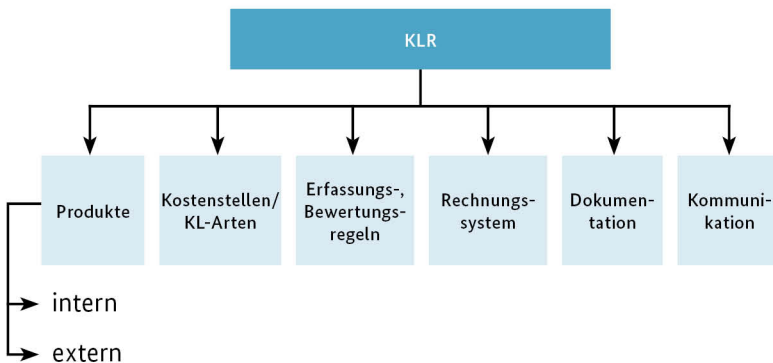 KLR
Produkte
Kostenstellen/
KL-Arten
Erfassungs-,
Bewertungs-
regeln
Rechnungs-
system
Dokumen-
tation
Kommuni-
kation
intern
extern